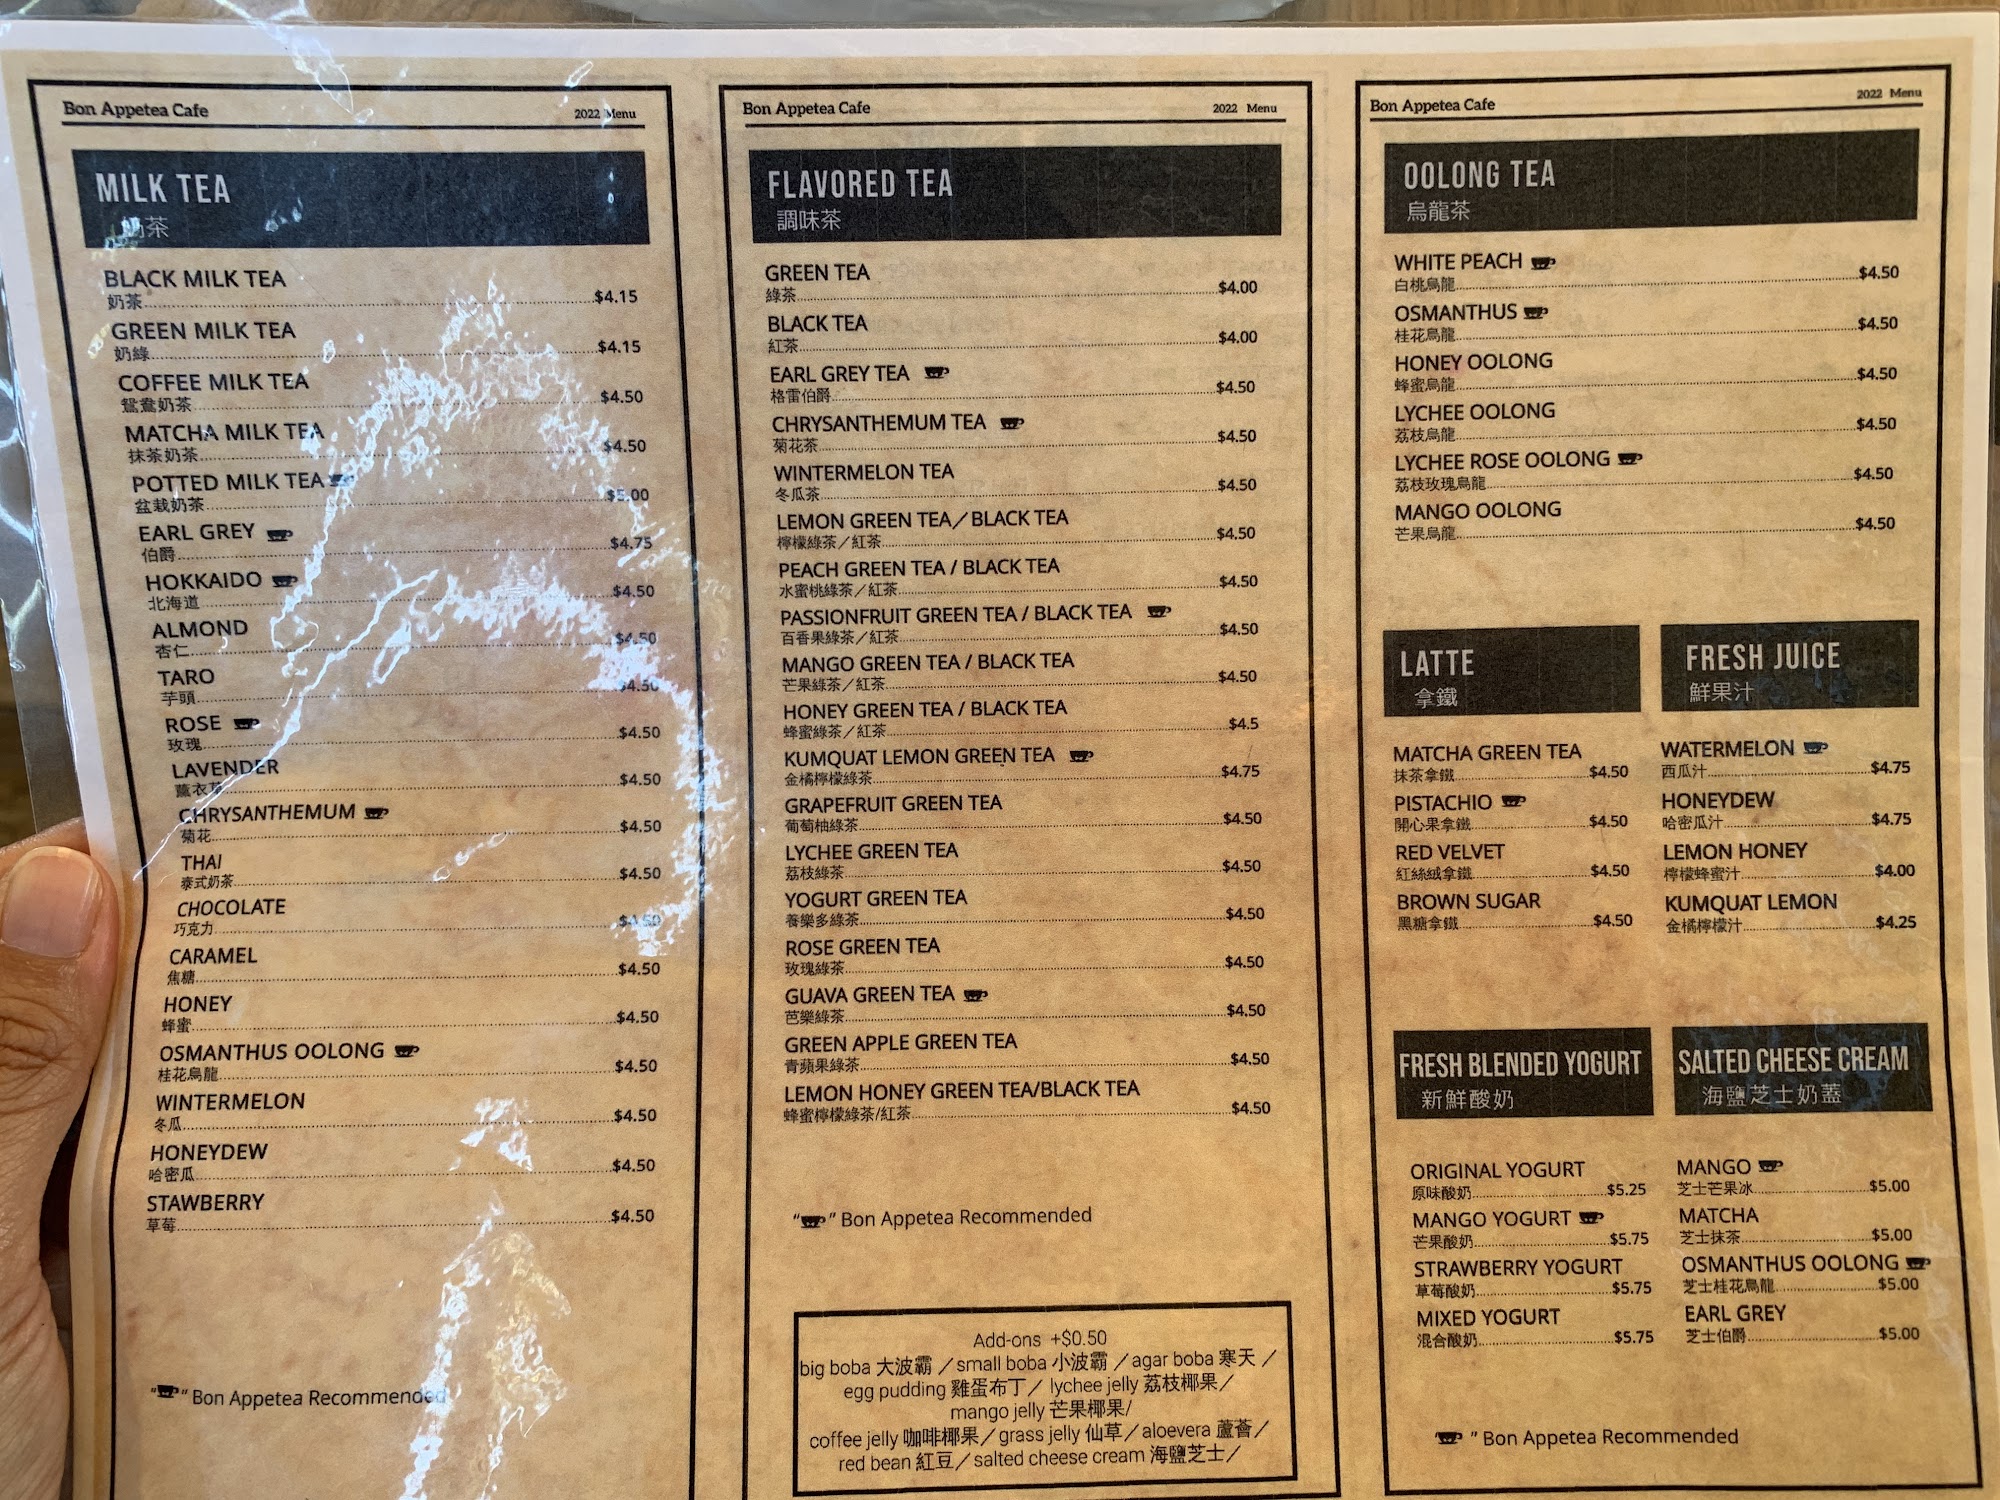 Bon Appetea Cafe 2022 Menu
MILK TEA
奶茶
BLACK MILK TEA
奶茶 $4.15
GREEN MILK TEA
奶綠 $4.15
COFFEE MILK TEA
鴛鴦奶茶 $4.50
MATCHA MILK TEA
抹茶奶茶 $4.50
POTTED MILK TEA
盆栽奶茶 $5.00
EARL GREY
伯爵 $4.75
HOKKAIDO
北海道 $4.50
ALMOND
杏仁 $4.50
TARO
芋頭 $4.50
ROSE
玫瑰 $4.50
LAVENDER
薰衣草 $4.50
CHRYSANTHEMUM
菊花 $4.50
THAI
泰式奶茶 $4.50
CHOCOLATE
巧克力 $4.50
CARAMEL
焦糖 $4.50
HONEY
蜂蜜 $4.50
OSMANTHUS OOLONG
桂花烏龍 $4.50
WINTERMELON
冬瓜 $4.50
HONEYDEW
哈密瓜 $4.50
STAWBERRY
草莓 $4.50
“ ” Bon Appetea Recommended
Bon Appetea Cafe 2022 Menu
FLAVORED TEA
調味茶
GREEN TEA
綠茶 $4.00
BLACK TEA
紅茶 $4.00
EARL GREY TEA
格雷伯爵 $4.50
CHRYSANTHEMUM TEA
菊花茶 $4.50
WINTERMELON TEA
冬瓜茶 $4.50
LEMON GREEN TEA／BLACK TEA
檸檬綠茶／紅茶 $4.50
PEACH GREEN TEA / BLACK TEA
水蜜桃綠茶／紅茶 $4.50
PASSIONFRUIT GREEN TEA / BLACK TEA
百香果綠茶／紅茶 $4.50
MANGO GREEN TEA / BLACK TEA
芒果綠茶／紅茶 $4.50
HONEY GREEN TEA / BLACK TEA
蜂蜜綠茶／紅茶 $4.5
KUMQUAT LEMON GREEN TEA
金橘檸檬綠茶 $4.75
GRAPEFRUIT GREEN TEA
葡萄柚綠茶 $4.50
LYCHEE GREEN TEA
荔枝綠茶 $4.50
YOGURT GREEN TEA
養樂多綠茶 $4.50
ROSE GREEN TEA
玫瑰綠茶 $4.50
GUAVA GREEN TEA
芭樂綠茶 $4.50
GREEN APPLE GREEN TEA
青蘋果綠茶 $4.50
LEMON HONEY GREEN TEA/BLACK TEA
蜂蜜檸檬綠茶/紅茶 $4.50
“ ” Bon Appetea Recommended
Add-ons +$0.50
big boba 大波霸 ／small boba 小波霸 ／agar boba 寒天 ／
egg pudding 雞蛋布丁／ lychee jelly 荔枝椰果／
mango jelly 芒果椰果/
coffee jelly 咖啡椰果／grass jelly 仙草／aloevera 蘆薈／
red bean 紅豆／salted cheese cream 海鹽芝士／
Bon Appetea Cafe 2022 Menu
OOLONG TEA
烏龍茶
WHITE PEACH
白桃烏龍 $4.50
OSMANTHUS
桂花烏龍 $4.50
HONEY OOLONG
蜂蜜烏龍 $4.50
LYCHEE OOLONG
荔枝烏龍 $4.50
LYCHEE ROSE OOLONG
荔枝玫瑰烏龍 $4.50
MANGO OOLONG
芒果烏龍 $4.50
LATTE
拿鐵
MATCHA GREEN TEA
抹茶拿鐵 $4.50
PISTACHIO
開心果拿鐵 $4.50
RED VELVET
紅絲絨拿鐵 $4.50
BROWN SUGAR
黑糖拿鐵 $4.50
FRESH JUICE
鮮果汁
WATERMELON
西瓜汁 $4.75
HONEYDEW
哈密瓜汁 $4.75
LEMON HONEY
檸檬蜂蜜汁 $4.00
KUMQUAT LEMON
金橘檸檬汁 $4.25
FRESH BLENDED YOGURT
新鮮酸奶
ORIGINAL YOGURT
原味酸奶 $5.25
MANGO YOGURT
芒果酸奶 $5.75
STRAWBERRY YOGURT
草莓酸奶 $5.75
MIXED YOGURT
混合酸奶 $5.75
SALTED CHEESE CREAM
海鹽芝士奶蓋
MANGO
芝士芒果冰 $5.00
MATCHA
芝士抹茶 $5.00
OSMANTHUS OOLONG
芝士桂花烏龍 $5.00
EARL GREY
芝士伯爵 $5.00
“ ” Bon Appetea Recommended